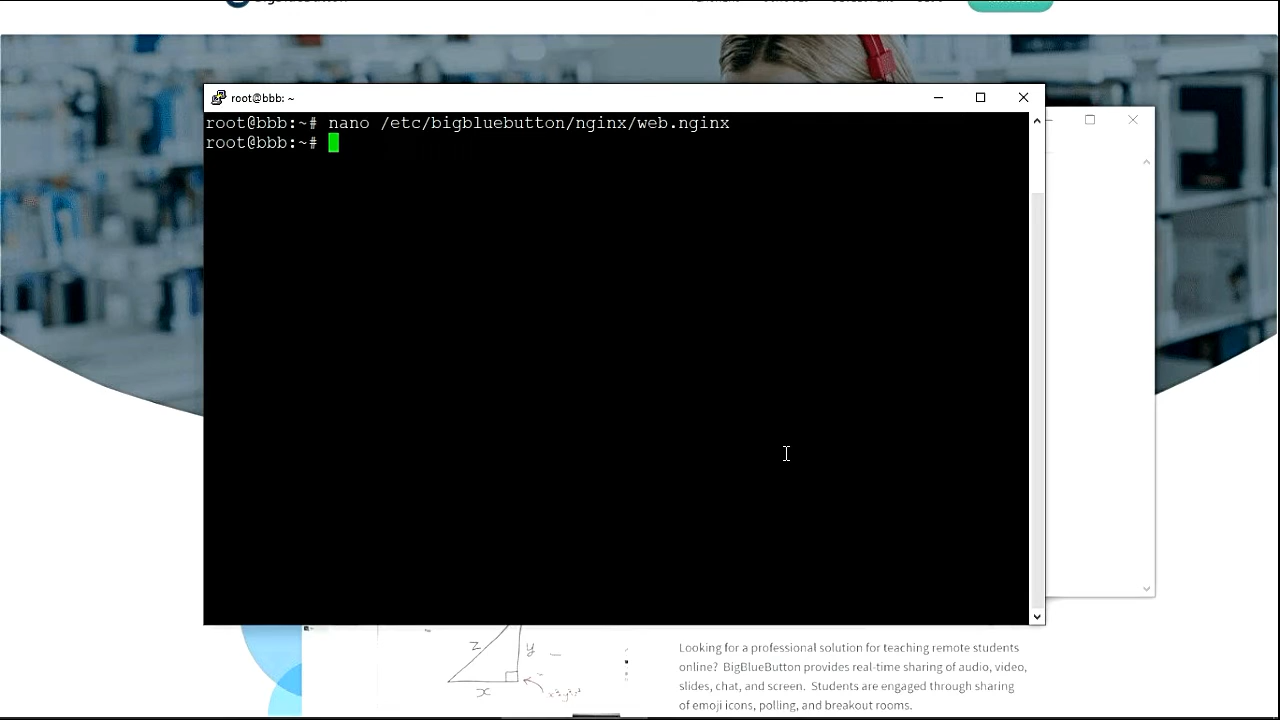 root@bbb: ~
root@bbb:~# nano /etc/bigbluebutton/nginx/web.nginx
root@bbb:~#
z
y
x
Looking for a professional solution for teaching remote students
online? BigBlueButton provides real-time sharing of audio, video,
slides, chat, and screen. Students are engaged through sharing
of emoji icons, polling, and breakout rooms.